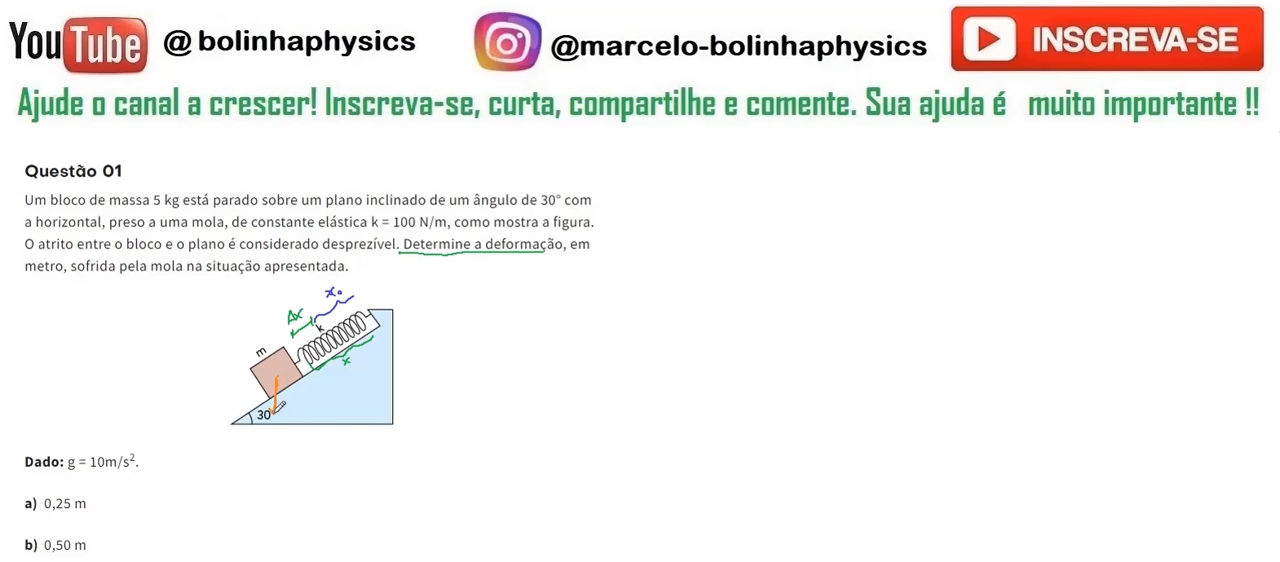 YouTube @bolinhaphysics @marcelo-bolinhaphysics INSCREVA-SE
Ajude o canal a crescer! Inscreva-se, curta, compartilhe e comente. Sua ajuda é muito importante !!
Questão 01
Um bloco de massa 5 kg está parado sobre um plano inclinado de um ângulo de 30° com
a horizontal, preso a uma mola, de constante elástica k = 100 N/m, como mostra a figura.
O atrito entre o bloco e o plano é considerado desprezível. Determine a deformação, em
metro, sofrida pela mola na situação apresentada.
x₀
Δx
k
m
x
30
Dado: g = 10m/s².
a) 0,25 m
b) 0,50 m